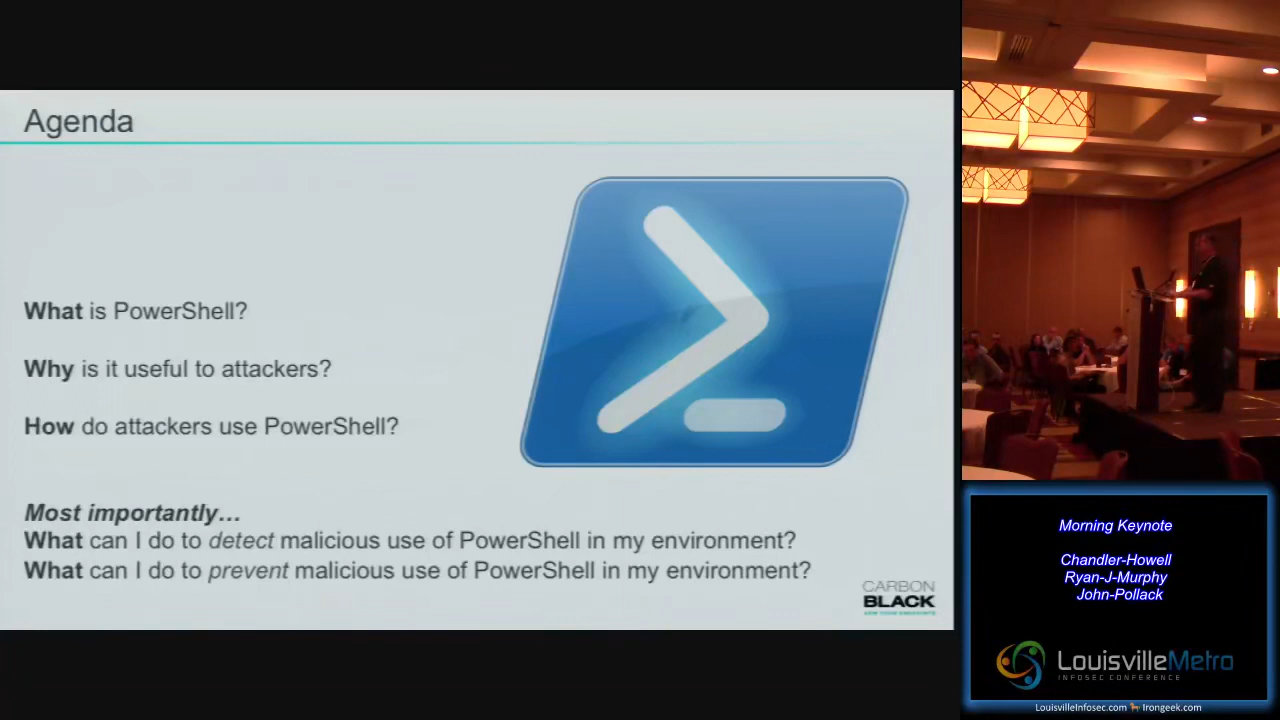 Agenda
What is PowerShell?
Why is it useful to attackers?
How do attackers use PowerShell?
Most importantly…
What can I do to detect malicious use of PowerShell in my environment?
What can I do to prevent malicious use of PowerShell in my environment?
CARBON
BLACK
Morning Keynote
Chandler-Howell
Ryan-J-Murphy
John-Pollack
LouisvilleMetro
INFOSEC CONFERENCE
LouisvilleInfosec.com Irongeek.com